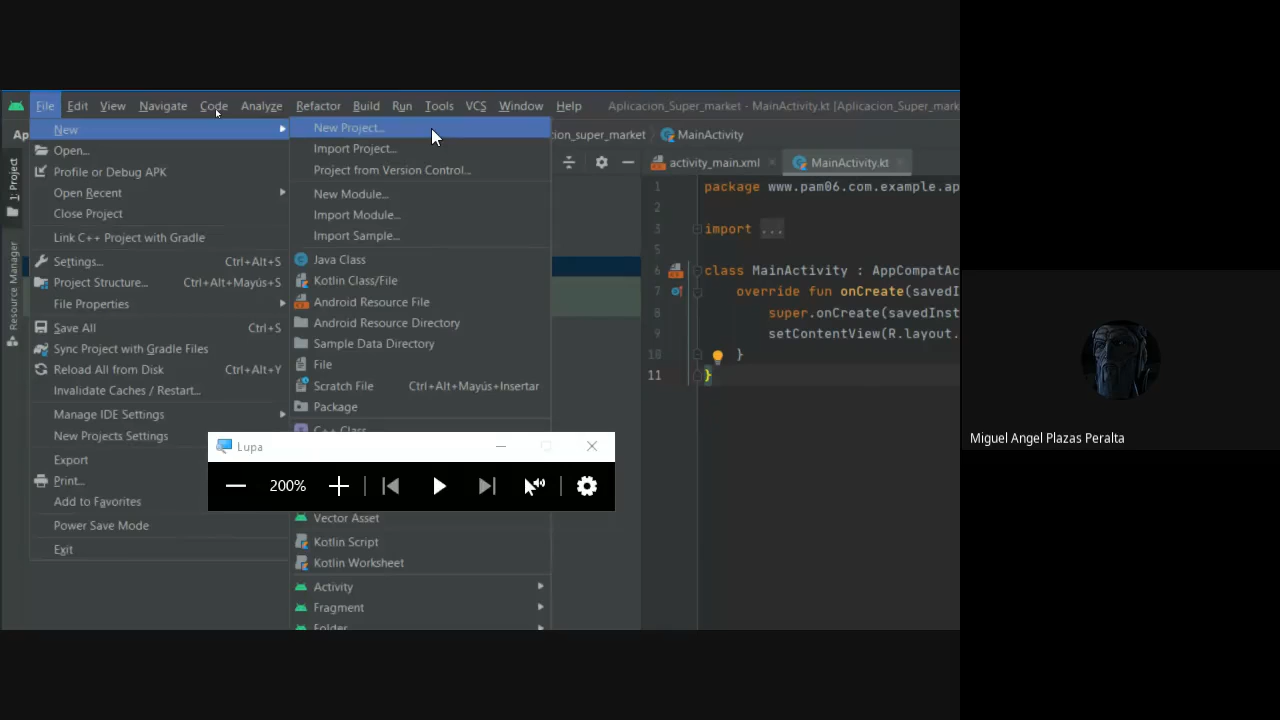 File Edit View Navigate Code Analyze Refactor Build Run Tools VCS Window Help Aplicacion_Super_market - MainActivity.kt [Aplicacion_Super_mark
Ap
ion_super_market MainActivity
1: Project
Resource Manager
New
Open...
Profile or Debug APK
Open Recent
Close Project
Link C++ Project with Gradle
Settings... Ctrl+Alt+S
Project Structure... Ctrl+Alt+Mayús+S
File Properties
Save All Ctrl+S
Sync Project with Gradle Files
Reload All from Disk Ctrl+Alt+Y
Invalidate Caches / Restart...
Manage IDE Settings
New Projects Settings
Export
Print...
Add to Favorites
Power Save Mode
Exit
New Project...
Import Project...
Project from Version Control...
New Module...
Import Module...
Import Sample...
Java Class
Kotlin Class/File
Android Resource File
Android Resource Directory
Sample Data Directory
File
Scratch File Ctrl+Alt+Mayús+Insertar
Package
C++ Class
Lupa
200%
Vector Asset
Kotlin Script
Kotlin Worksheet
Activity
Fragment
Folder
activity_main.xml MainActivity.kt
1 package www.pam06.com.example.ap
2
3 import ...
5
6 class MainActivity : AppCompatAc
7 override fun onCreate(savedI
8 super.onCreate(savedInst
9 setContentView(R.layout.
10 }
11 }
Miguel Angel Plazas Peralta